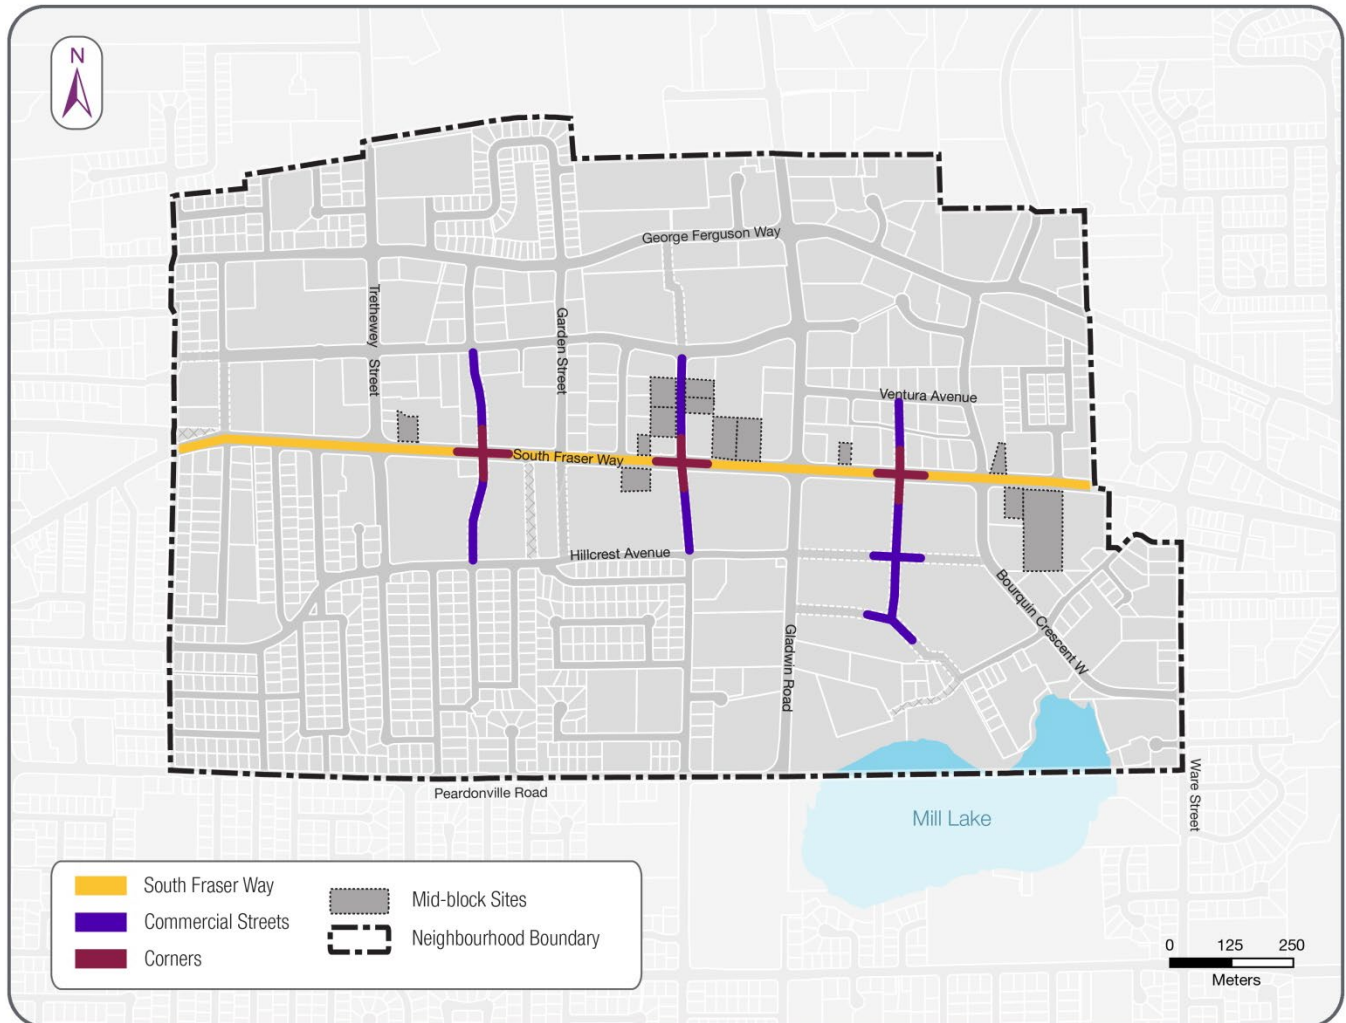 N
George Ferguson Way
Trethewey Street
Garden Street
Ventura Avenue
South Fraser Way
Hillcrest Avenue
Bourquin Crescent W
Gladwin Road
Peardonville Road
Ware Street
Mill Lake
South Fraser Way
Commercial Streets
Corners
Mid-block Sites
Neighbourhood Boundary
0 125 250
Meters